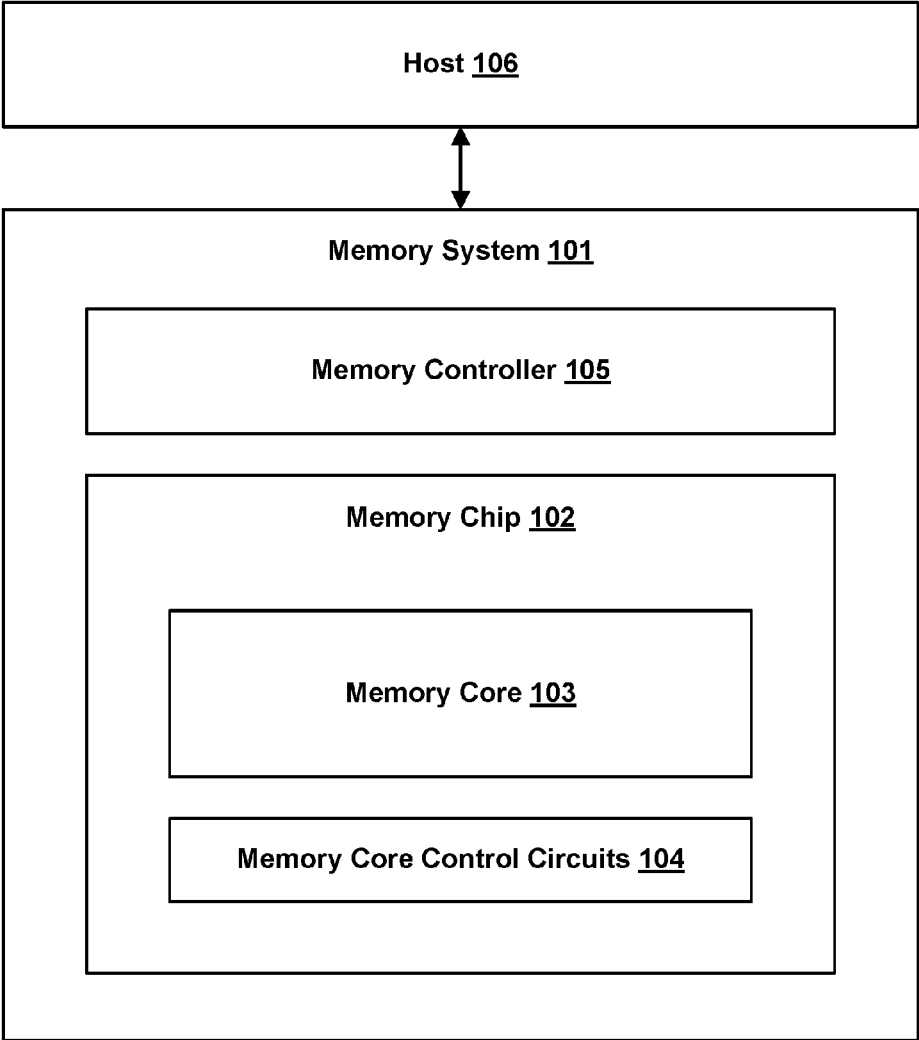 Host 106
Memory System 101
Memory Controller 105
Memory Chip 102
Memory Core 103
Memory Core Control Circuits 104